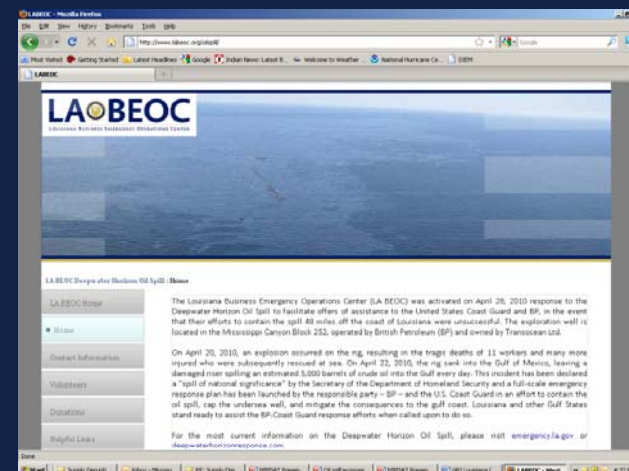 LABEOC - Mozilla Firefox
File Edit View History Bookmarks Tools Help
http://www.labeoc.org/oilspill/
Google
Most Visited Getting Started Latest Headlines Google Indian News: Latest B... Welcome to Weather ... National Hurricane Ce... DIEM
LABEOC
LA BEOC
Louisiana Business Emergency Operations Center
LA BEOC Deepwater Horizon Oil Spill : Home
LA BEOC Home
Home
Contact Information
Volunteers
Donations
Helpful Links
The Louisiana Business Emergency Operations Center (LA BEOC) was activated on April 28, 2010 response to the
Deepwater Horizon Oil Spill to facilitate offers of assistance to the United States Coast Guard and BP, in the event
that their efforts to contain the spill 48 miles off the coast of Louisiana were unsuccessful. The exploration well is
located in the Mississippi Canyon Block 252, operated by British Petroleum (BP) and owned by Transocean Ltd.
On April 20, 2010, an explosion occurred on the rig, resulting in the tragic deaths of 11 workers and many more
injured who were subsequently rescued at sea. On April 22, 2010, the rig sank into the Gulf of Mexico, leaving a
damaged riser spilling an estimated 5,000 barrels of crude oil into the Gulf every day. This incident has been declared
a "spill of national significance" by the Secretary of the Department of Homeland Security and a full-scale emergency
response plan has been launched by the responsible party – BP – and the U.S. Coast Guard in an effort to contain the
oil spill, cap the undersea well, and mitigate the consequences to the gulf coast. Louisiana and other Gulf States
stand ready to assist the BP-Coast Guard response efforts when called upon to do so.
For the most current information on the Deepwater Horizon Oil Spill, please visit emergency.la.gov or
deepwaterhorizonresponse.com.
Done